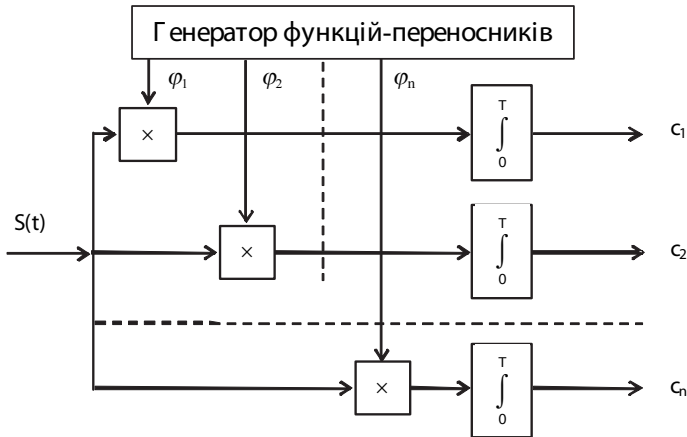 Генератор функцій-переносників
φ₁ φ₂ φₙ
× T ∫ 0 c₁
S(t)
× T ∫ 0 c₂
× T ∫ 0 cₙ